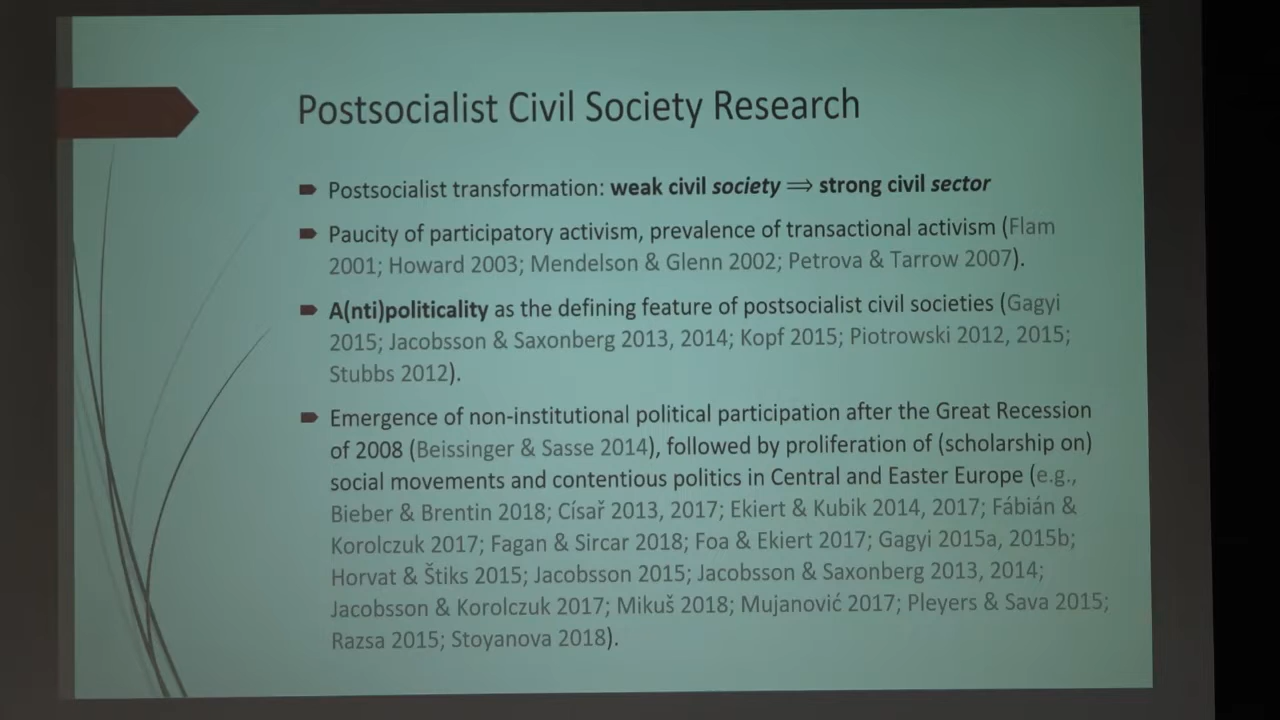 Postsocialist Civil Society Research
Postsocialist transformation: weak civil society ⟹ strong civil sector
Paucity of participatory activism, prevalence of transactional activism (Flam
2001; Howard 2003; Mendelson & Glenn 2002; Petrova & Tarrow 2007).
A(nti)politicality as the defining feature of postsocialist civil societies (Gagyi
2015; Jacobsson & Saxonberg 2013, 2014; Kopf 2015; Piotrowski 2012, 2015;
Stubbs 2012).
Emergence of non-institutional political participation after the Great Recession
of 2008 (Beissinger & Sasse 2014), followed by proliferation of (scholarship on)
social movements and contentious politics in Central and Easter Europe (e.g.,
Bieber & Brentin 2018; Císař 2013, 2017; Ekiert & Kubik 2014, 2017; Fábián &
Korolczuk 2017; Fagan & Sircar 2018; Foa & Ekiert 2017; Gagyi 2015a, 2015b;
Horvat & Štiks 2015; Jacobsson 2015; Jacobsson & Saxonberg 2013, 2014;
Jacobsson & Korolczuk 2017; Mikuš 2018; Mujanović 2017; Pleyers & Sava 2015;
Razsa 2015; Stoyanova 2018).